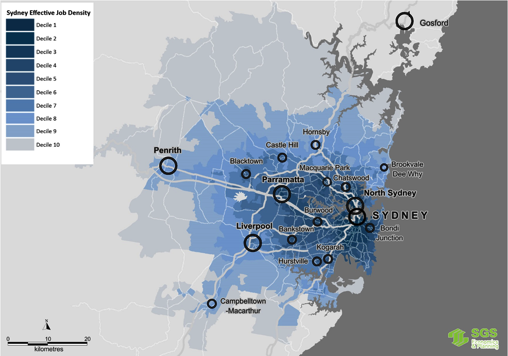 Sydney Effective Job Density
Decile 1
Decile 2
Decile 3
Decile 4
Decile 5
Decile 6
Decile 7
Decile 8
Decile 9
Decile 10
Gosford
Hornsby
Castle Hill
Penrith
Macquarie Park
Brookvale
Dee Why
Blacktown
Chatswood
Parramatta
North Sydney
Burwood
SYDNEY
Liverpool
Bankstown
Bondi
Junction
Kogarah
Hurstville
Campbelltown
-Macarthur
N
0 10 20
kilometres
SGS
Economics
& Planning